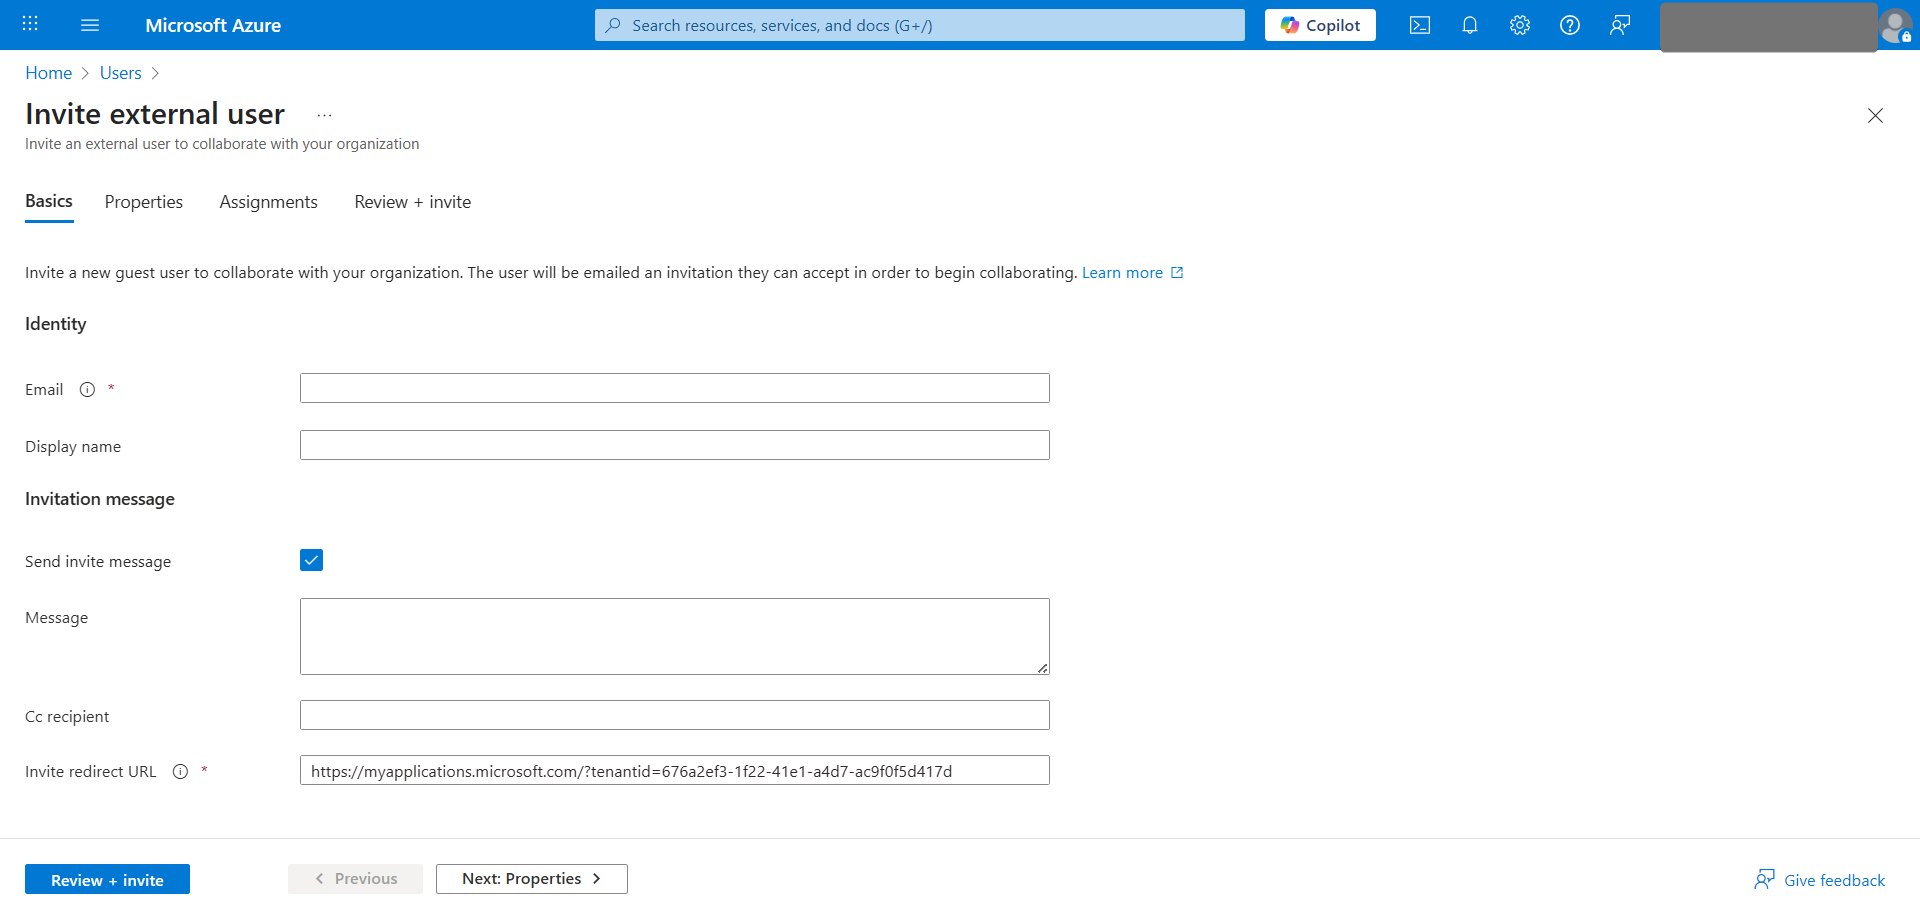 Microsoft Azure
Search resources, services, and docs (G+/)
Copilot
Home > Users >
Invite external user ...
Invite an external user to collaborate with your organization
Basics Properties Assignments Review + invite
Invite a new guest user to collaborate with your organization. The user will be emailed an invitation they can accept in order to begin collaborating. Learn more
Identity
Email *
Display name
Invitation message
Send invite message
Message
Cc recipient
Invite redirect URL * https://myapplications.microsoft.com/?tenantid=676a2ef3-1f22-41e1-a4d7-ac9f0f5d417d
Review + invite < Previous Next: Properties > Give feedback